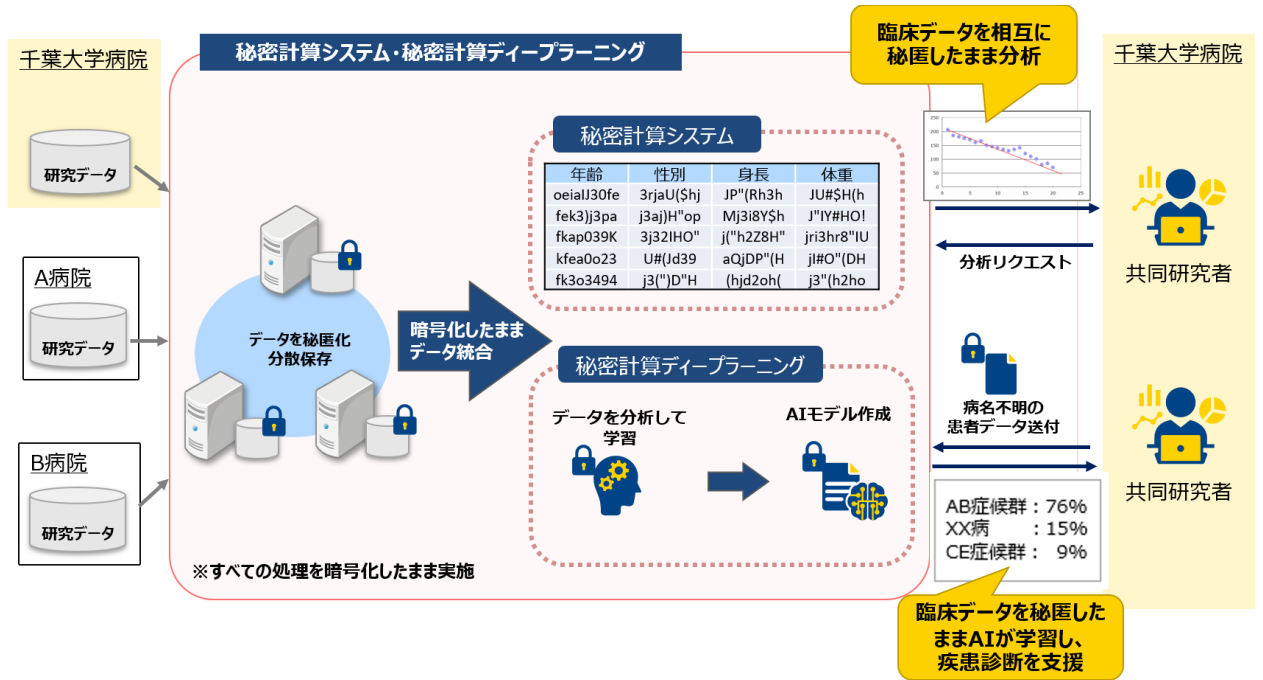 千葉大学病院
研究データ
A病院
研究データ
B病院
研究データ
秘密計算システム・秘密計算ディープラーニング
データを秘匿化
分散保存
暗号化したまま
データ統合
秘密計算システム
年齢 性別 身長 体重
oeiaIJ30fe 3rjaU($hj JP"(Rh3h JU#$H(h
fek3)j3pa j3aj)H"op Mj3i8Y$h J"IY#HO!
fkap039K 3j32IHO" j("h2Z8H" jri3hr8"IU
kfea0o23 U#(Jd39 aQjDP"(H jI#O"(DH
fk3o3494 j3(")D"H (hjd2oh( j3"(h2ho
秘密計算ディープラーニング
データを分析して
学習
AIモデル作成
※すべての処理を暗号化したまま実施
臨床データを相互に
秘匿したまま分析
250
200
150
100
50
0
0 5 10 15 20 25
分析リクエスト
病名不明の
患者データ送付
AB症候群：76%
XX病 ：15%
CE症候群： 9%
臨床データを秘匿した
ままAIが学習し、
疾患診断を支援
千葉大学病院
共同研究者
共同研究者